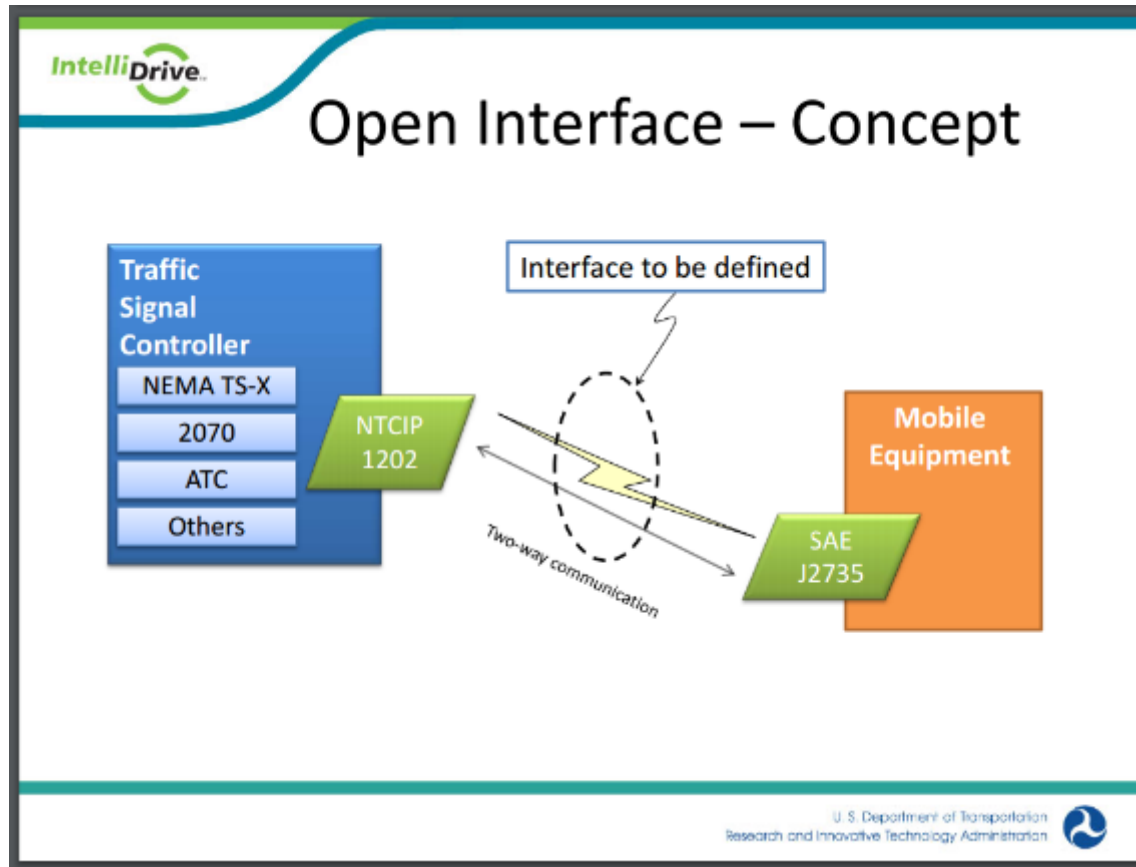 IntelliDrive
Open Interface – Concept
Interface to be defined
Traffic
Signal
Controller
NEMA TS-X
2070
ATC
Others
NTCIP
1202
Two-way communication
Mobile
Equipment
SAE
J2735
U. S. Department of Transportation
Research and Innovative Technology Administration